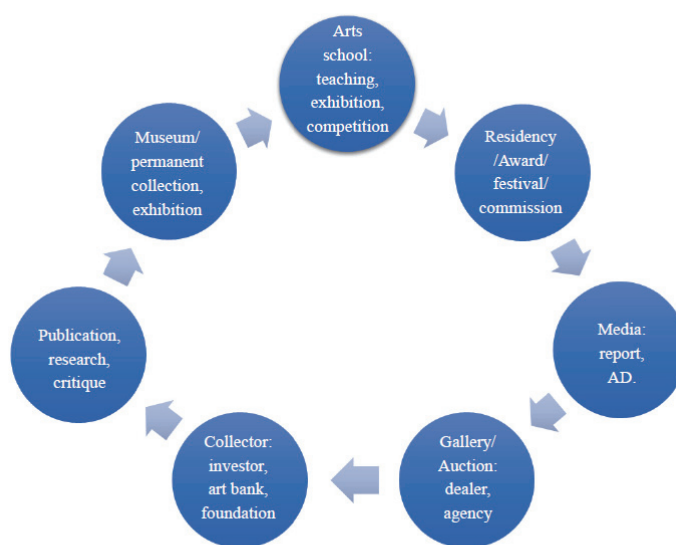 Arts
school:
teaching,
exhibition,
competition
Residency
/Award/
festival/
commission
Media:
report,
AD.
Gallery/
Auction:
dealer,
agency
Collector:
investor,
art bank,
foundation
Publication,
research,
critique
Museum/
permanent
collection,
exhibition